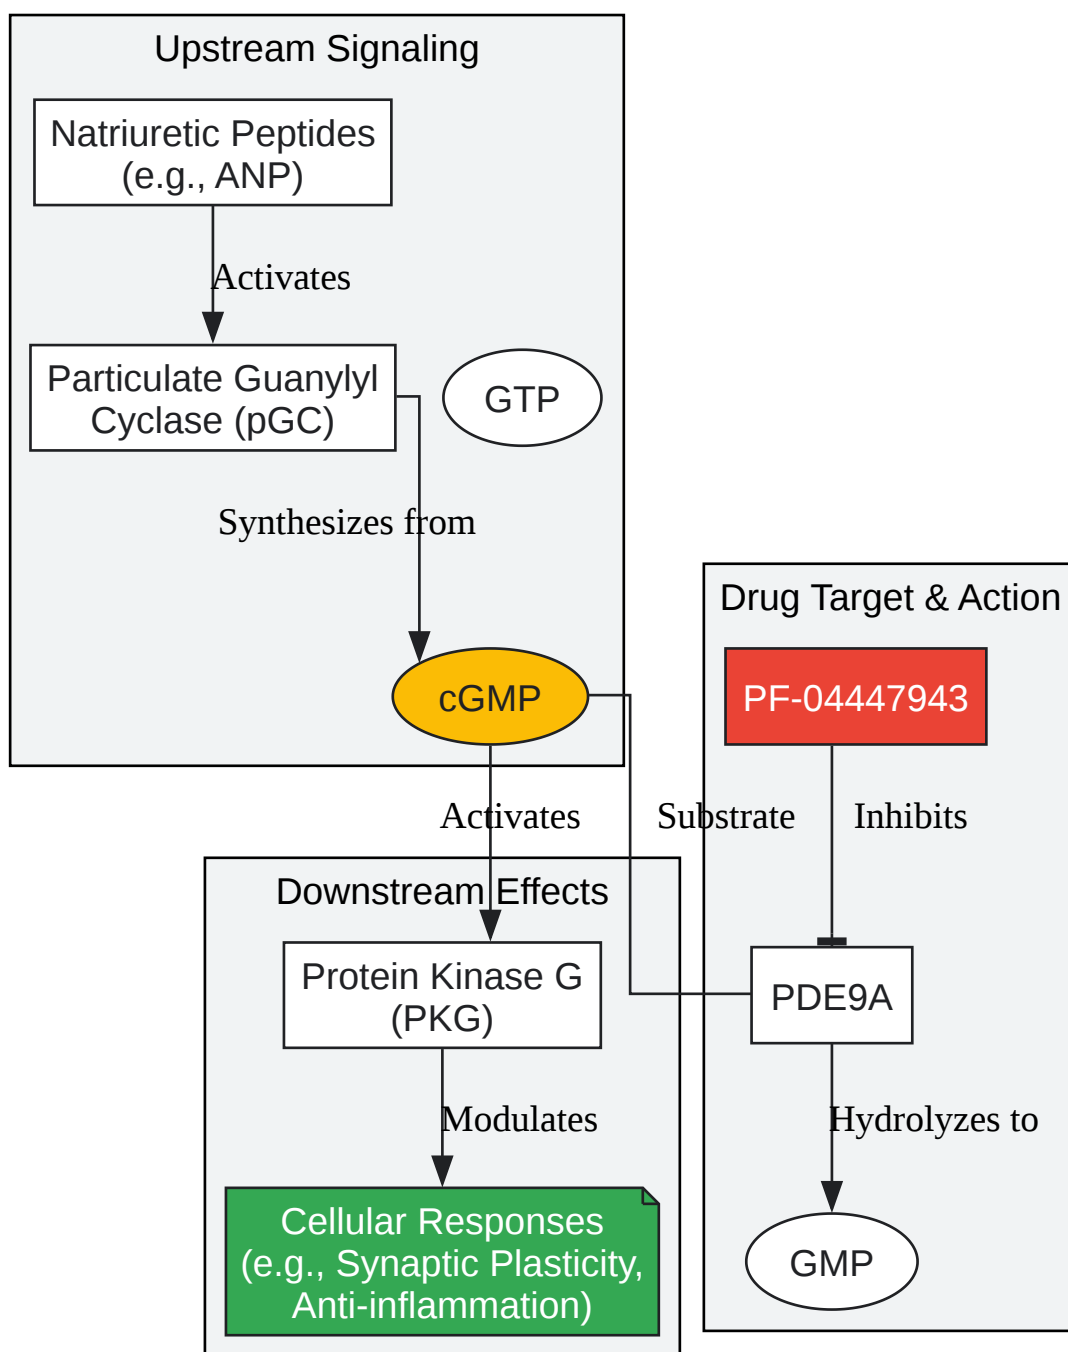 Upstream Signaling
Natriuretic Peptides
(e.g., ANP)
Activates
Particulate Guanylyl
Cyclase (pGC)
GTP
Synthesizes from
cGMP
Drug Target & Action
PF-04447943
Activates
Substrate
Inhibits
Downstream Effects
Protein Kinase G
(PKG)
PDE9A
Modulates
Hydrolyzes to
Cellular Responses
(e.g., Synaptic Plasticity,
Anti-inflammation)
GMP